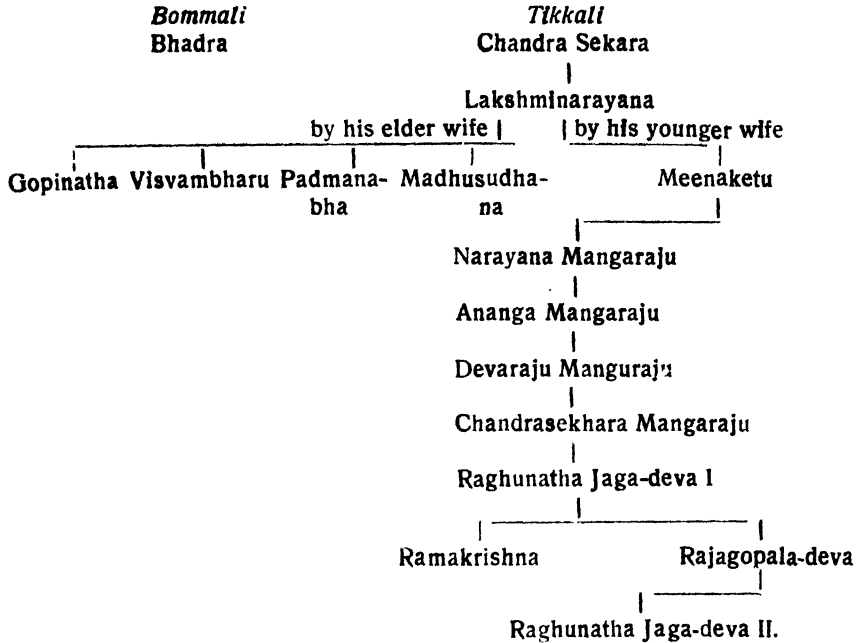 Bommali Tikkali
Bhadra Chandra Sekara
Lakshminarayana
by his elder wife by his younger wife
Gopinatha Visvambharu Padmana- Madhusudha- Meenaketu
bha na
Narayana Mangaraju
Ananga Mangaraju
Devaraju Manguraju
Chandrasekhara Mangaraju
Raghunatha Jaga-deva I
Ramakrishna Rajagopala-deva
Raghunatha Jaga-deva II.